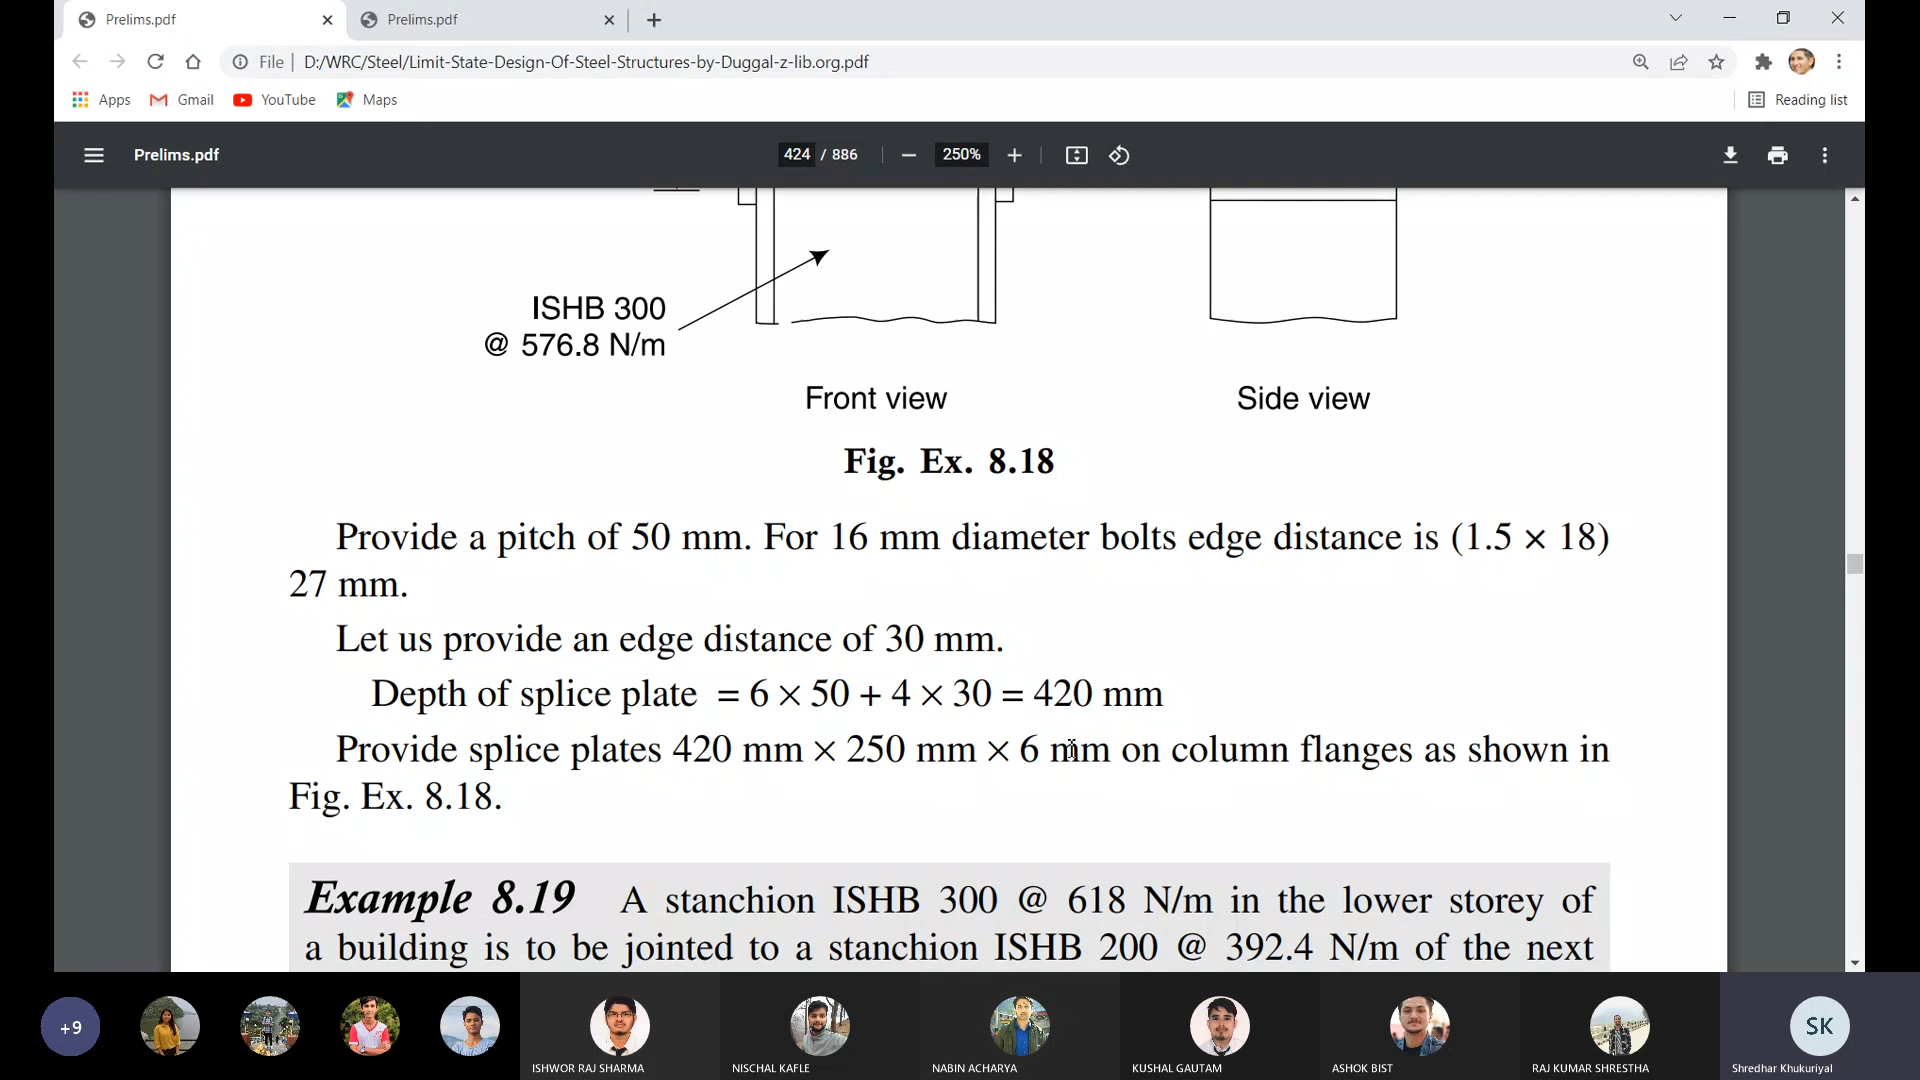 Prelims.pdf
Prelims.pdf
File
D:/WRC/Steel/Limit-State-Design-Of-Steel-Structures-by-Duggal-z-lib.org.pdf
Apps
Gmail
YouTube
Maps
Reading list
Prelims.pdf
424 / 886
250%
ISHB 300
@ 576.8 N/m
Front view
Side view
Fig. Ex. 8.18
Provide a pitch of 50 mm. For 16 mm diameter bolts edge distance is (1.5 × 18)
27 mm.
Let us provide an edge distance of 30 mm.
Depth of splice plate = 6 × 50 + 4 × 30 = 420 mm
Provide splice plates 420 mm × 250 mm × 6 mm on column flanges as shown in
Fig. Ex. 8.18.
Example 8.19 A stanchion ISHB 300 @ 618 N/m in the lower storey of
a building is to be jointed to a stanchion ISHB 200 @ 392.4 N/m of the next
+9
SK
ISHWOR RAJ SHARMA
NISCHAL KAFLE
NABIN ACHARYA
KUSHAL GAUTAM
ASHOK BIST
RAJ KUMAR SHRESTHA
Shredhar Khukuriyal